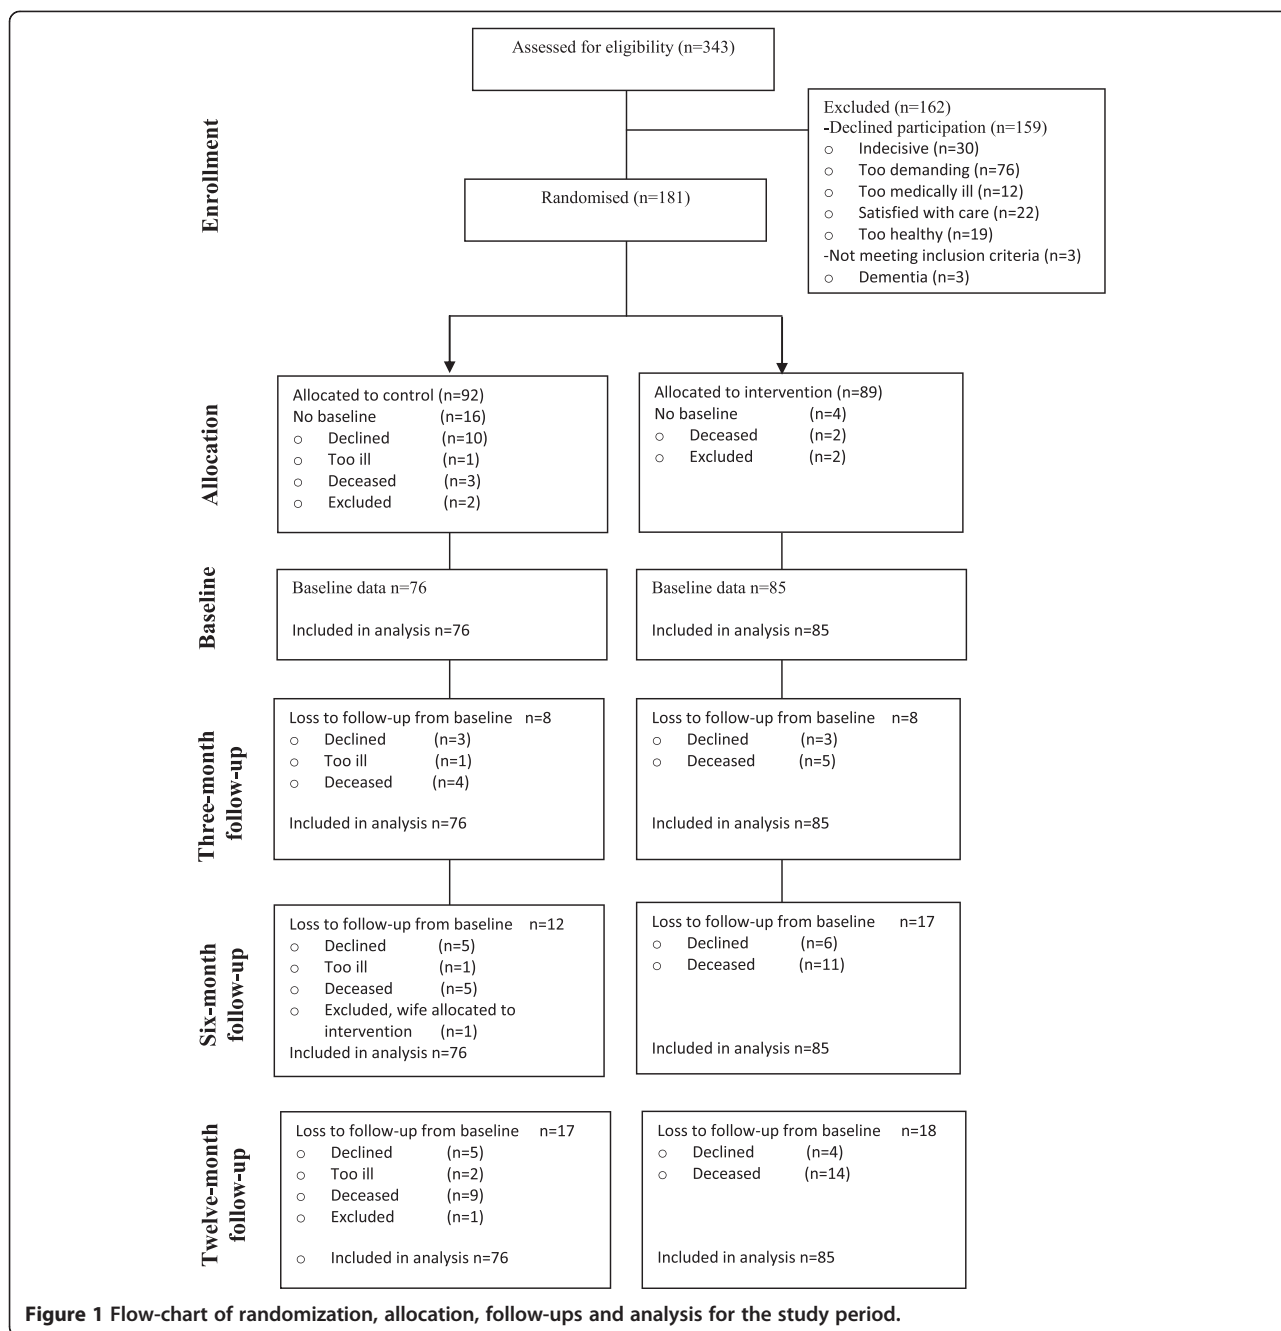 Assessed for eligibility (n=343)
Excluded (n=162)
-Declined participation (n=159)
○ Indecisive (n=30)
○ Too demanding (n=76)
○ Too medically ill (n=12)
○ Satisfied with care (n=22)
○ Too healthy (n=19)
-Not meeting inclusion criteria (n=3)
○ Dementia (n=3)
Enrollment
Randomised (n=181)
Allocation
Allocated to control (n=92)
No baseline (n=16)
○ Declined (n=10)
○ Too ill (n=1)
○ Deceased (n=3)
○ Excluded (n=2)
Allocated to intervention (n=89)
No baseline (n=4)
○ Deceased (n=2)
○ Excluded (n=2)
Baseline
Baseline data n=76
Included in analysis n=76
Baseline data n=85
Included in analysis n=85
Three-month
follow-up
Loss to follow-up from baseline n=8
○ Declined (n=3)
○ Too ill (n=1)
○ Deceased (n=4)
Included in analysis n=76
Loss to follow-up from baseline n=8
○ Declined (n=3)
○ Deceased (n=5)
Included in analysis n=85
Six-month
follow-up
Loss to follow-up from baseline n=12
○ Declined (n=5)
○ Too ill (n=1)
○ Deceased (n=5)
○ Excluded, wife allocated to
intervention (n=1)
Included in analysis n=76
Loss to follow-up from baseline n=17
○ Declined (n=6)
○ Deceased (n=11)
Included in analysis n=85
Twelve-month
follow-up
Loss to follow-up from baseline n=17
○ Declined (n=5)
○ Too ill (n=2)
○ Deceased (n=9)
○ Excluded (n=1)
○ Included in analysis n=76
Loss to follow-up from baseline n=18
○ Declined (n=4)
○ Deceased (n=14)
Included in analysis n=85
Figure 1 Flow-chart of randomization, allocation, follow-ups and analysis for the study period.